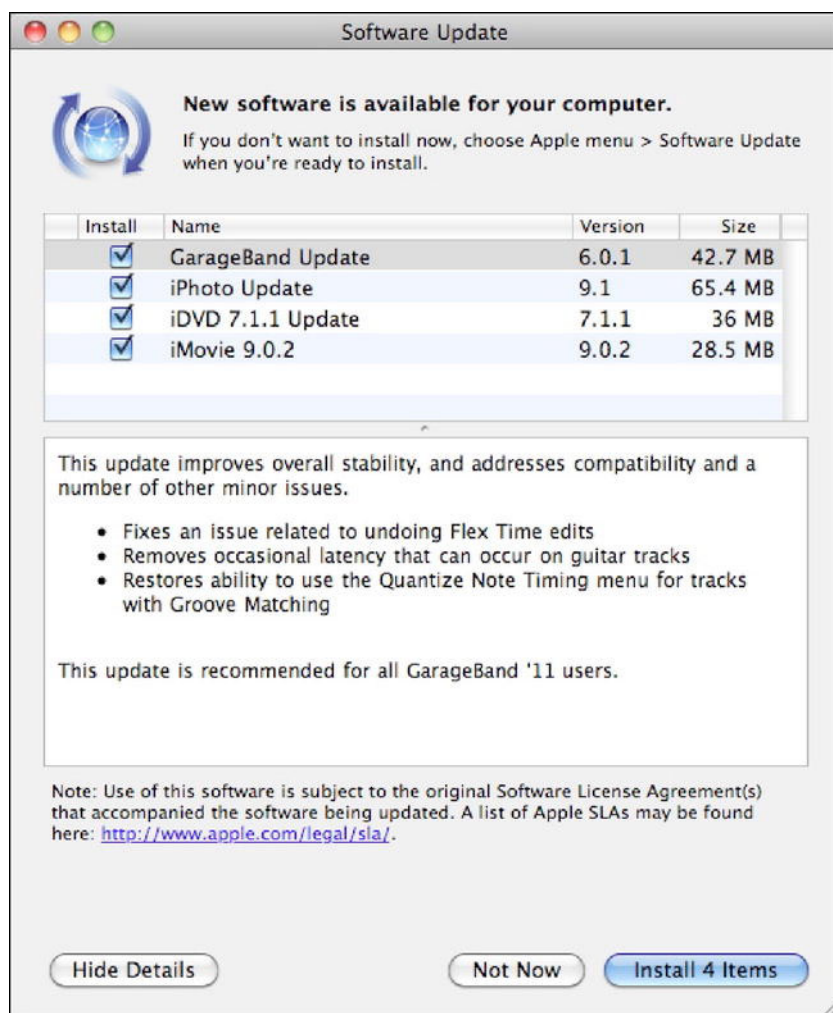 Software Update
New software is available for your computer.
If you don't want to install now, choose Apple menu > Software Update
when you're ready to install.
Install Name Version Size
GarageBand Update 6.0.1 42.7 MB
iPhoto Update 9.1 65.4 MB
iDVD 7.1.1 Update 7.1.1 36 MB
iMovie 9.0.2 9.0.2 28.5 MB
This update improves overall stability, and addresses compatibility and a
number of other minor issues.
• Fixes an issue related to undoing Flex Time edits
• Removes occasional latency that can occur on guitar tracks
• Restores ability to use the Quantize Note Timing menu for tracks
with Groove Matching
This update is recommended for all GarageBand '11 users.
Note: Use of this software is subject to the original Software License Agreement(s)
that accompanied the software being updated. A list of Apple SLAs may be found
here: http://www.apple.com/legal/sla/.
Hide Details Not Now Install 4 Items